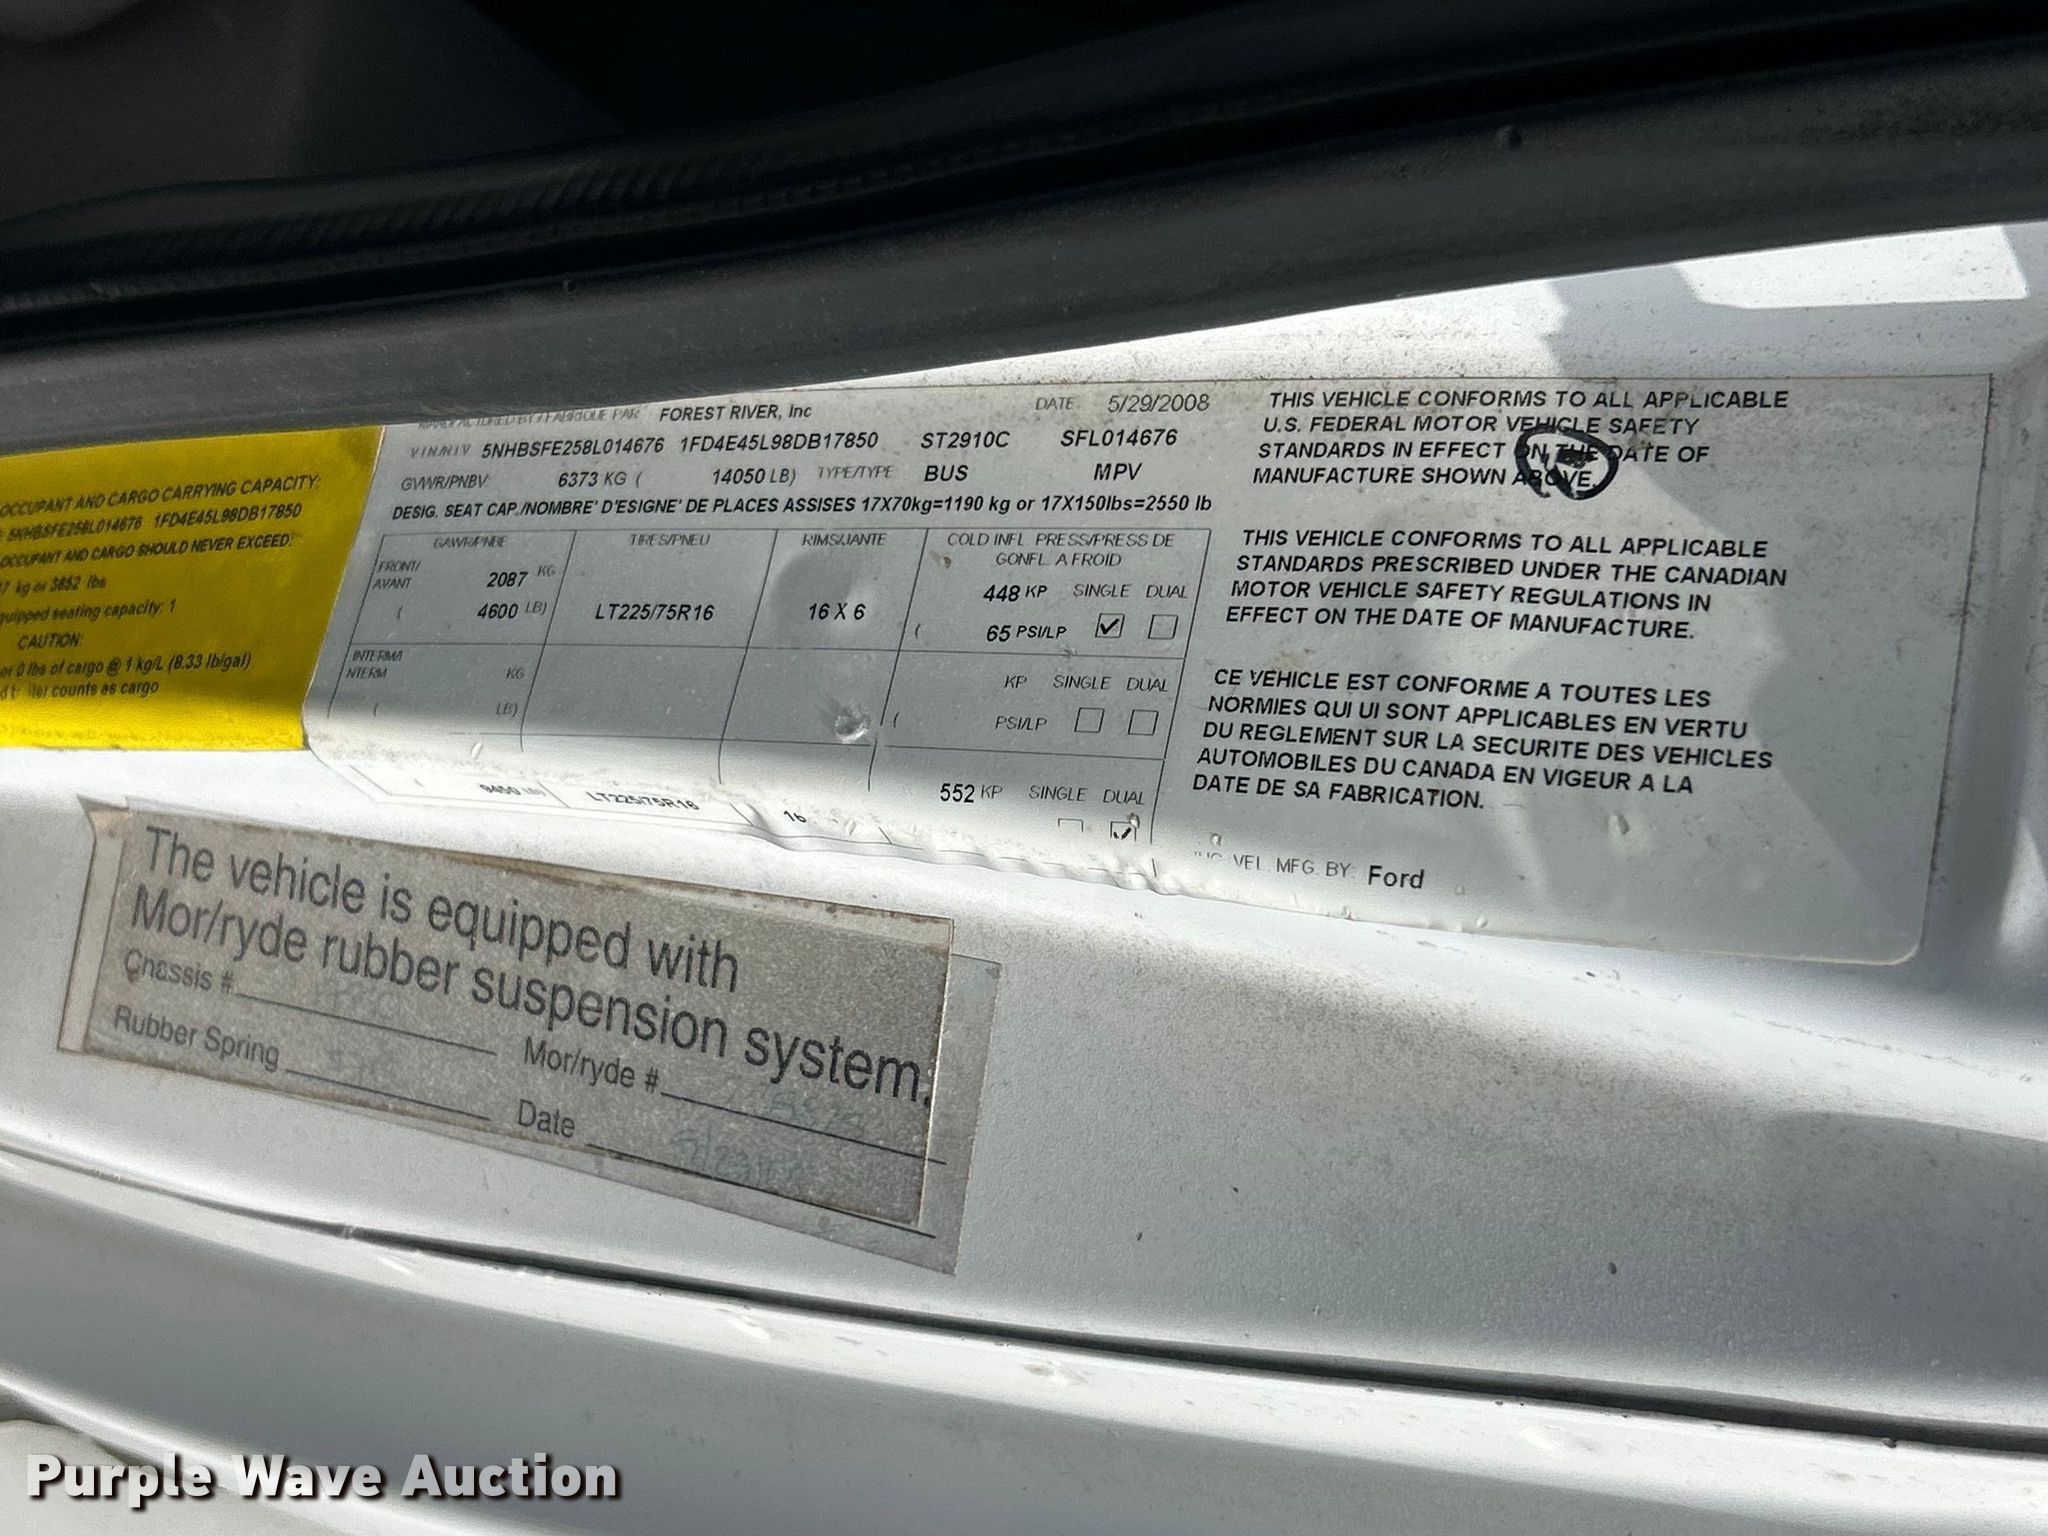 OCCUPANT AND CARGO CARRYING CAPACITY:
5NHBSFE258L014676 1FD4E45L98DB17850
OCCUPANT AND CARGO SHOULD NEVER EXCEED:
kg or 3852 lbs
seating capacity: 1
CAUTION:
or 0 lbs of cargo @ 1 kg/L (8.33 lb/gal)
counts as cargo
MANUFACTURED BY / FABRIQUE PAR FOREST RIVER, Inc DATE 5/29/2008
VIN/NIV 5NHBSFE258L014676 1FD4E45L98DB17850 ST2910C SFL014676
GVWR/PNBV 6373 KG ( 14050 LB) TYPE/TYPE BUS MPV
DESIG. SEAT CAP./NOMBRE' D'ESIGNE' DE PLACES ASSISES 17X70kg=1190 kg or 17X150lbs=2550 lb
GAWR/PNBE TIRES/PNEU RIMS/JANTE COLD INFL PRESS/PRESS DE
GONFL. A FROID
FRONT/
AVANT 2087 KG 448 KP SINGLE DUAL
( 4600 LB) LT225/75R16 16 X 6 ( 65 PSI/LP
INTERM/
NTERM KG KP SINGLE DUAL
( LB) ( PSI/LP
552 KP SINGLE DUAL
( 9450 LB) LT225/75R16 16
THIS VEHICLE CONFORMS TO ALL APPLICABLE
U.S. FEDERAL MOTOR VEHICLE SAFETY
STANDARDS IN EFFECT ON THE DATE OF
MANUFACTURE SHOWN ABOVE.
THIS VEHICLE CONFORMS TO ALL APPLICABLE
STANDARDS PRESCRIBED UNDER THE CANADIAN
MOTOR VEHICLE SAFETY REGULATIONS IN
EFFECT ON THE DATE OF MANUFACTURE.
CE VEHICLE EST CONFORME A TOUTES LES
NORMIES QUI UI SONT APPLICABLES EN VERTU
DU REGLEMENT SUR LA SECURITE DES VEHICLES
AUTOMOBILES DU CANADA EN VIGEUR A LA
DATE DE SA FABRICATION.
VEL. MFG. BY: Ford
The vehicle is equipped with
Mor/ryde rubber suspension system.
Chassis # Mor/ryde #
Rubber Spring Date
Purple Wave Auction